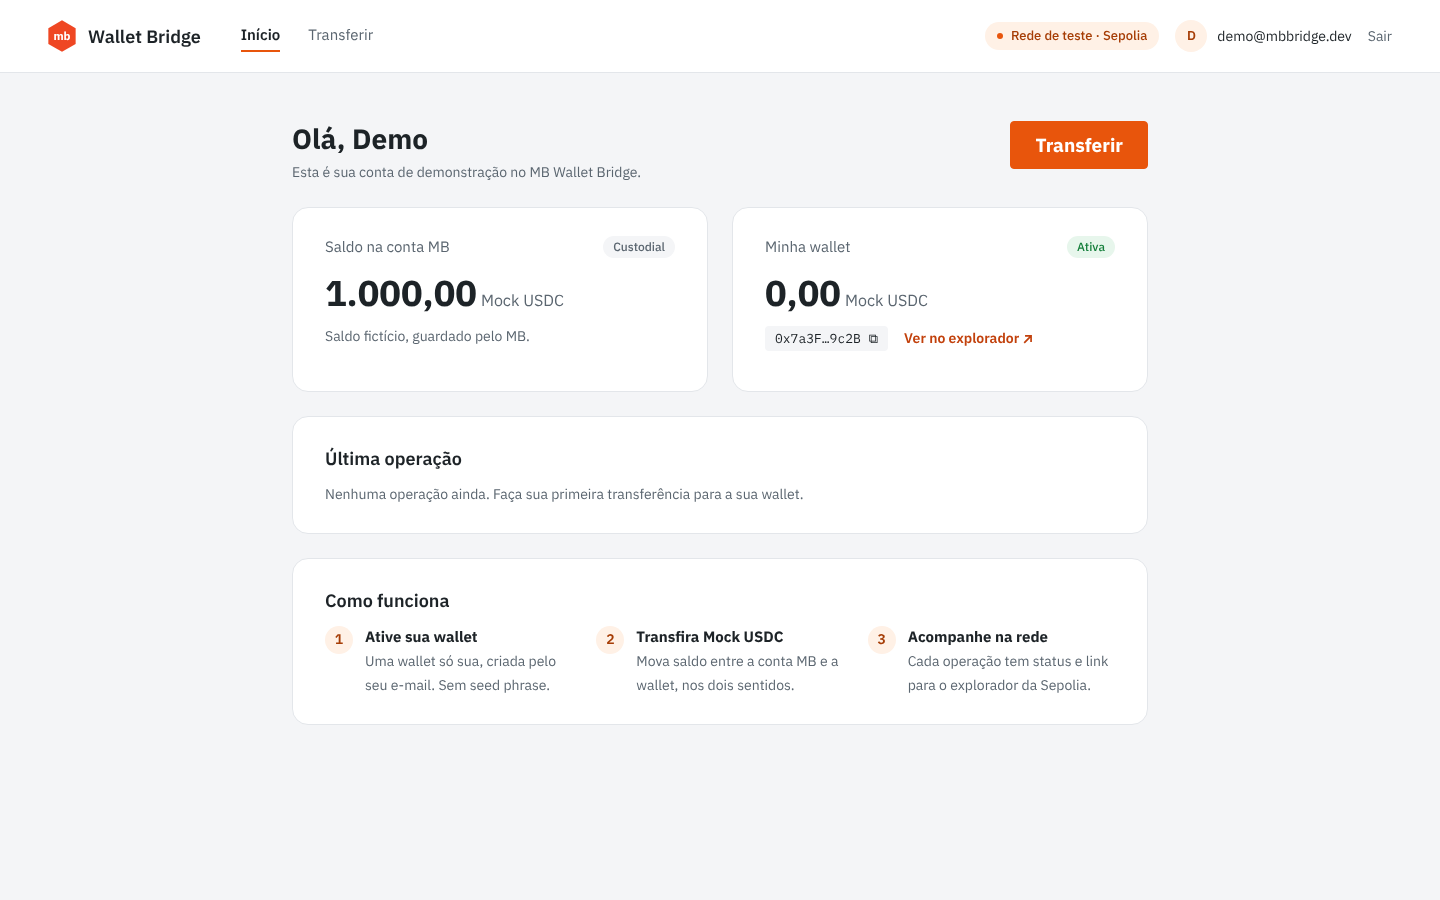 mb Wallet Bridge Início Transferir Rede de teste · Sepolia D demo@mbbridge.dev Sair
Olá, Demo
Esta é sua conta de demonstração no MB Wallet Bridge.
Transferir
Saldo na conta MB Custodial
1.000,00 Mock USDC
Saldo fictício, guardado pelo MB.
Minha wallet Ativa
0,00 Mock USDC
0x7a3F…9c2B ⧉ Ver no explorador ↗
Última operação
Nenhuma operação ainda. Faça sua primeira transferência para a sua wallet.
Como funciona
1 Ative sua wallet
Uma wallet só sua, criada pelo
seu e-mail. Sem seed phrase.
2 Transfira Mock USDC
Mova saldo entre a conta MB e a
wallet, nos dois sentidos.
3 Acompanhe na rede
Cada operação tem status e link
para o explorador da Sepolia.